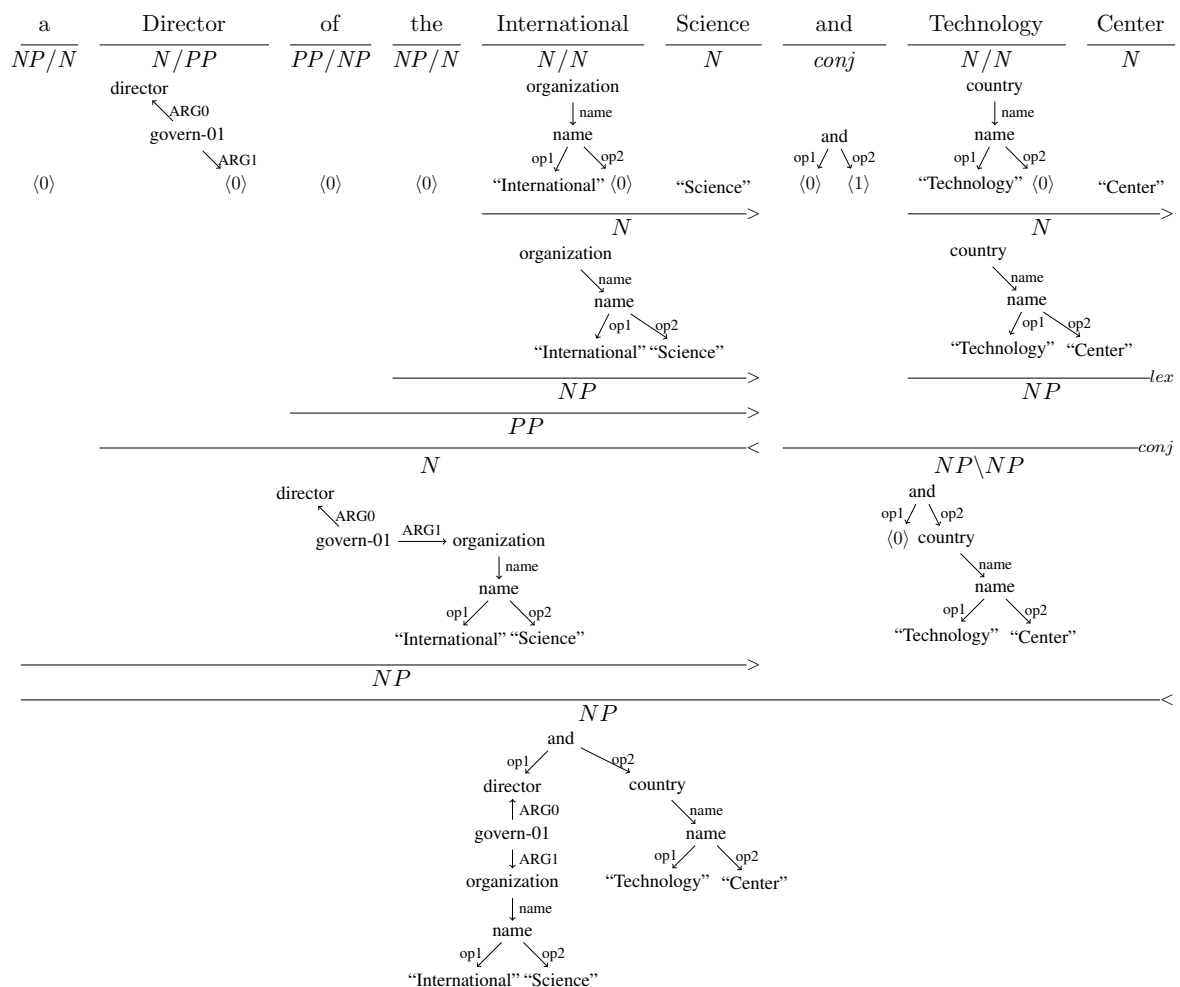 a Director of the International Science and Technology Center
NP/N N/PP PP/NP NP/N N/N N conj N/N N
director organization country
ARG0 name name
govern-01 name and name
ARG1 op1 op2 op1 op2 op1 op2
⟨0⟩ ⟨0⟩ ⟨0⟩ ⟨0⟩ “International” ⟨0⟩ “Science” ⟨0⟩ ⟨1⟩ “Technology” ⟨0⟩ “Center”
> >
N N
organization country
name name
name name
op1 op2 op1 op2
“International” “Science” “Technology” “Center”
> lex
NP NP
>
PP
< conj
N NP\NP
director and
ARG0 op1 op2
govern-01 ARG1 organization ⟨0⟩ country
name name
name name
op1 op2 op1 op2
“International” “Science” “Technology” “Center”
>
NP
<
NP
and
op1 op2
director country
ARG0 name
govern-01 name
ARG1 op1 op2
organization “Technology” “Center”
name
name
op1 op2
“International” “Science”